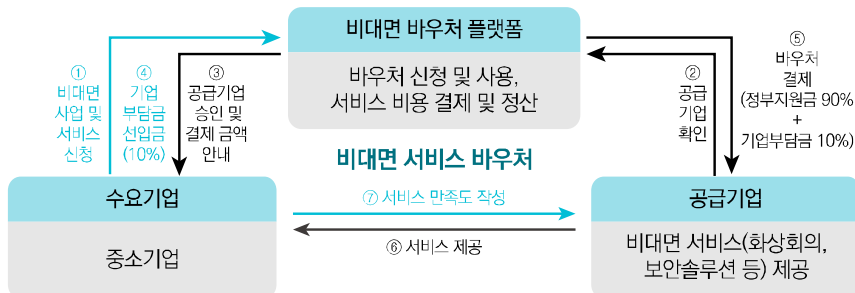 비대면 바우처 플랫폼
바우처 신청 및 사용,
서비스 비용 결제 및 정산
①
비대면
사업 및
서비스
신청
④
기업
부담금
선입금
(10%)
③
공급기업
승인 및
결제 금액
안내
②
공급
기업
확인
⑤
바우처
결제
(정부지원금 90%
+
기업부담금 10%)
비대면 서비스 바우처
수요기업
중소기업
⑦ 서비스 만족도 작성
⑥ 서비스 제공
공급기업
비대면 서비스(화상회의,
보안솔루션 등) 제공